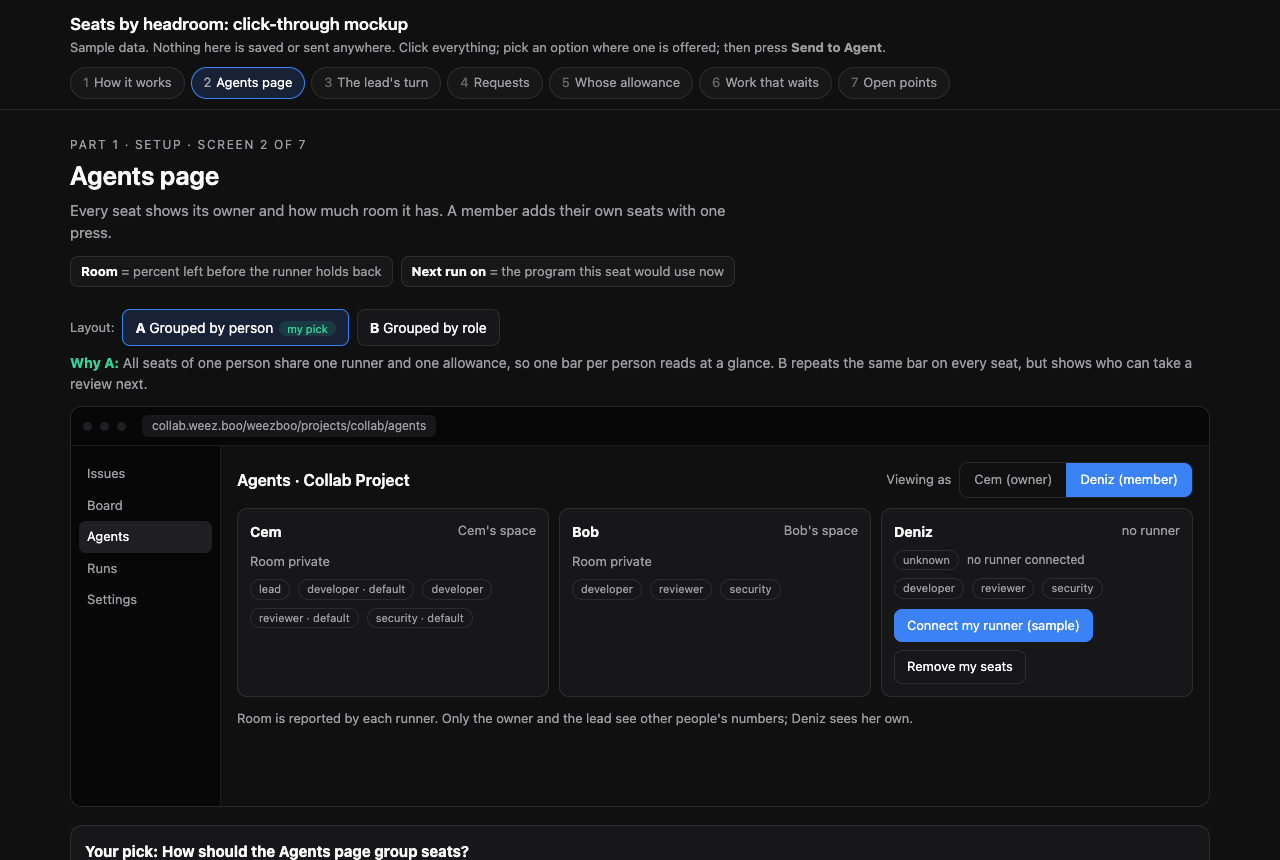 Seats by headroom: click-through mockup
Sample data. Nothing here is saved or sent anywhere. Click everything; pick an option where one is offered; then press Send to Agent.
1 How it works
2 Agents page
3 The lead's turn
4 Requests
5 Whose allowance
6 Work that waits
7 Open points
PART 1 · SETUP · SCREEN 2 OF 7
Agents page
Every seat shows its owner and how much room it has. A member adds their own seats with one
press.
Room = percent left before the runner holds back
Next run on = the program this seat would use now
Layout:
A Grouped by person my pick
B Grouped by role
Why A: All seats of one person share one runner and one allowance, so one bar per person reads at a glance. B repeats the same bar on every seat, but shows who can take a
review next.
collab.weez.boo/weezboo/projects/collab/agents
Issues
Board
Agents
Runs
Settings
Agents · Collab Project
Viewing as
Cem (owner)
Deniz (member)
Cem
Cem's space
Room private
lead
developer · default
developer
reviewer · default
security · default
Bob
Bob's space
Room private
developer
reviewer
security
Deniz
no runner
unknown
no runner connected
developer
reviewer
security
Connect my runner (sample)
Remove my seats
Room is reported by each runner. Only the owner and the lead see other people's numbers; Deniz sees her own.
Your pick: How should the Agents page group seats?